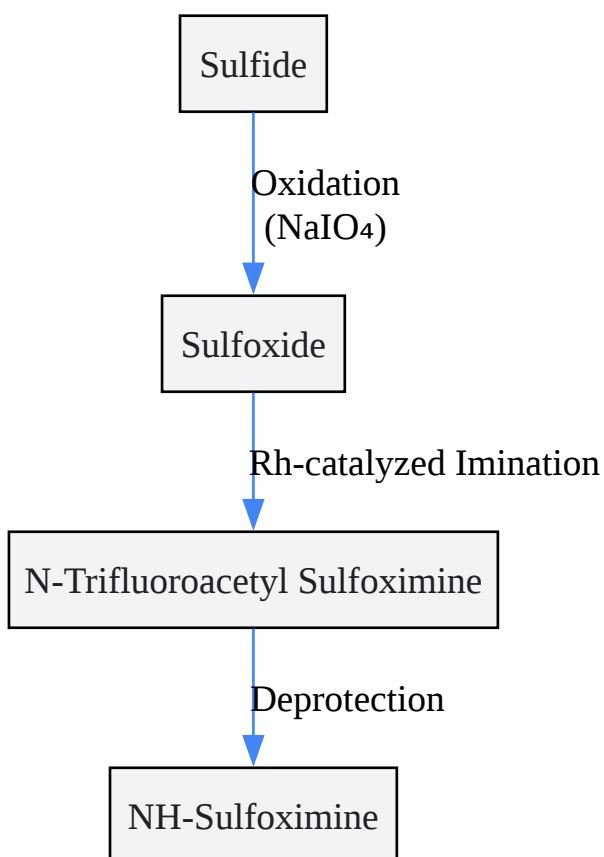 Sulfide
Oxidation
(NaIO₄)
Sulfoxide
Rh-catalyzed Imination
N-Trifluoroacetyl Sulfoximine
Deprotection
NH-Sulfoximine